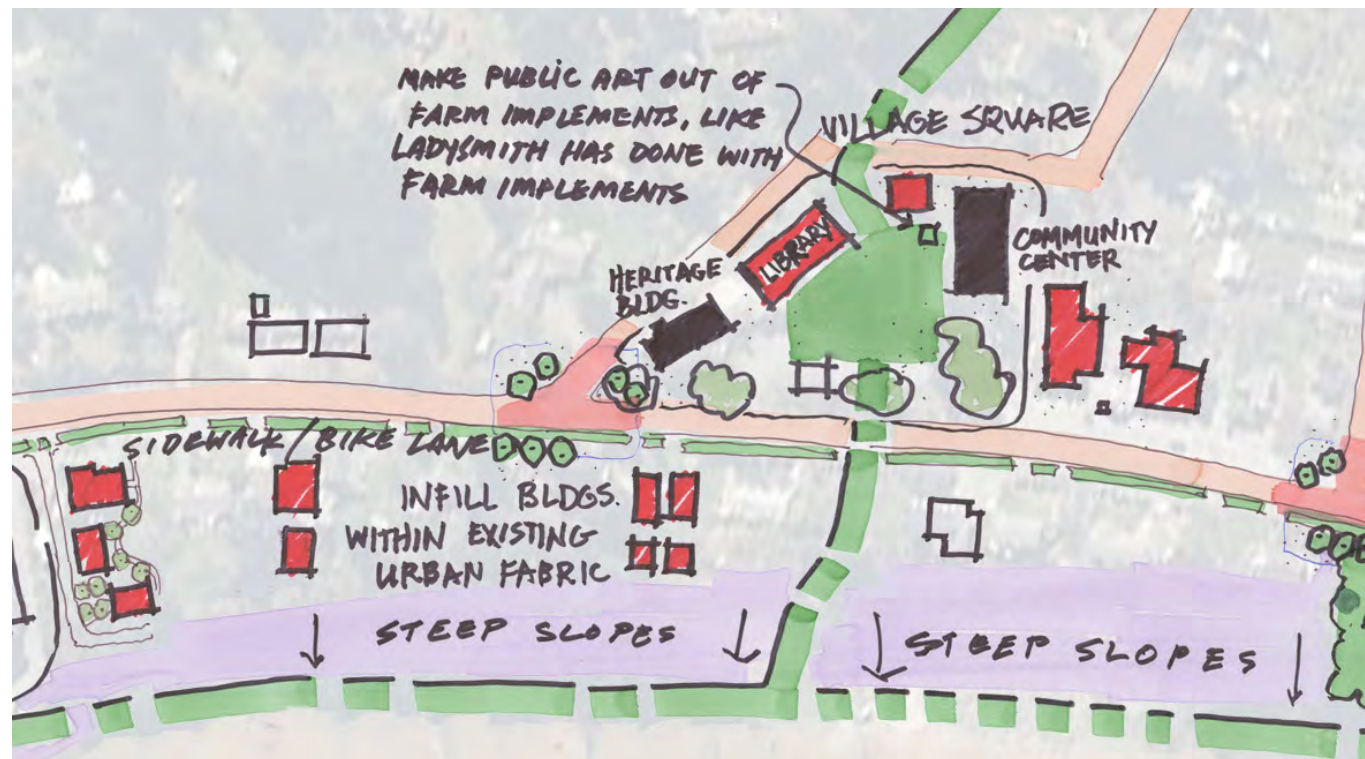 MAKE PUBLIC ART OUT OF
FARM IMPLEMENTS, LIKE
LADYSMITH HAS DONE WITH
FARM IMPLEMENTS
VILLAGE SQUARE
LIBRARY
HERITAGE
BLDG.
COMMUNITY
CENTER
SIDEWALK/BIKE LANE
INFILL BLDGS.
WITHIN EXISTING
URBAN FABRIC
STEEP SLOPES
STEEP SLOPES